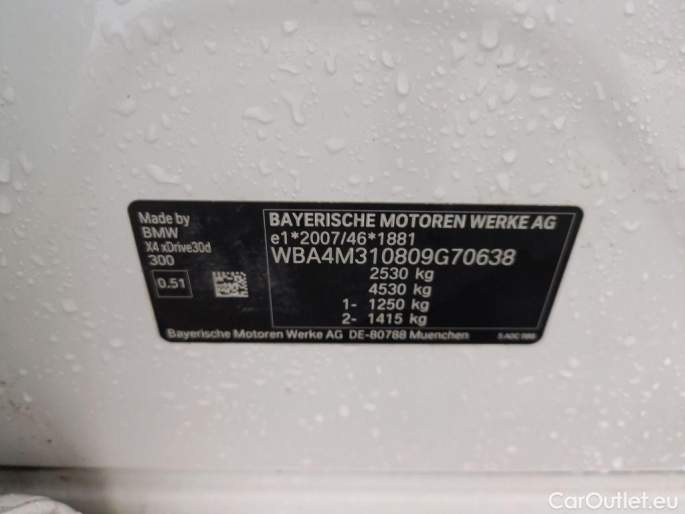 Made by
BMW
X4 xDrive30d
300
0.51
BAYERISCHE MOTOREN WERKE AG
e1*2007/46*1881
WBA4M310809G70638
2530 kg
4530 kg
1- 1250 kg
2- 1415 kg
Bayerische Motoren Werke AG DE-80788 Muenchen
CarOutlet.eu